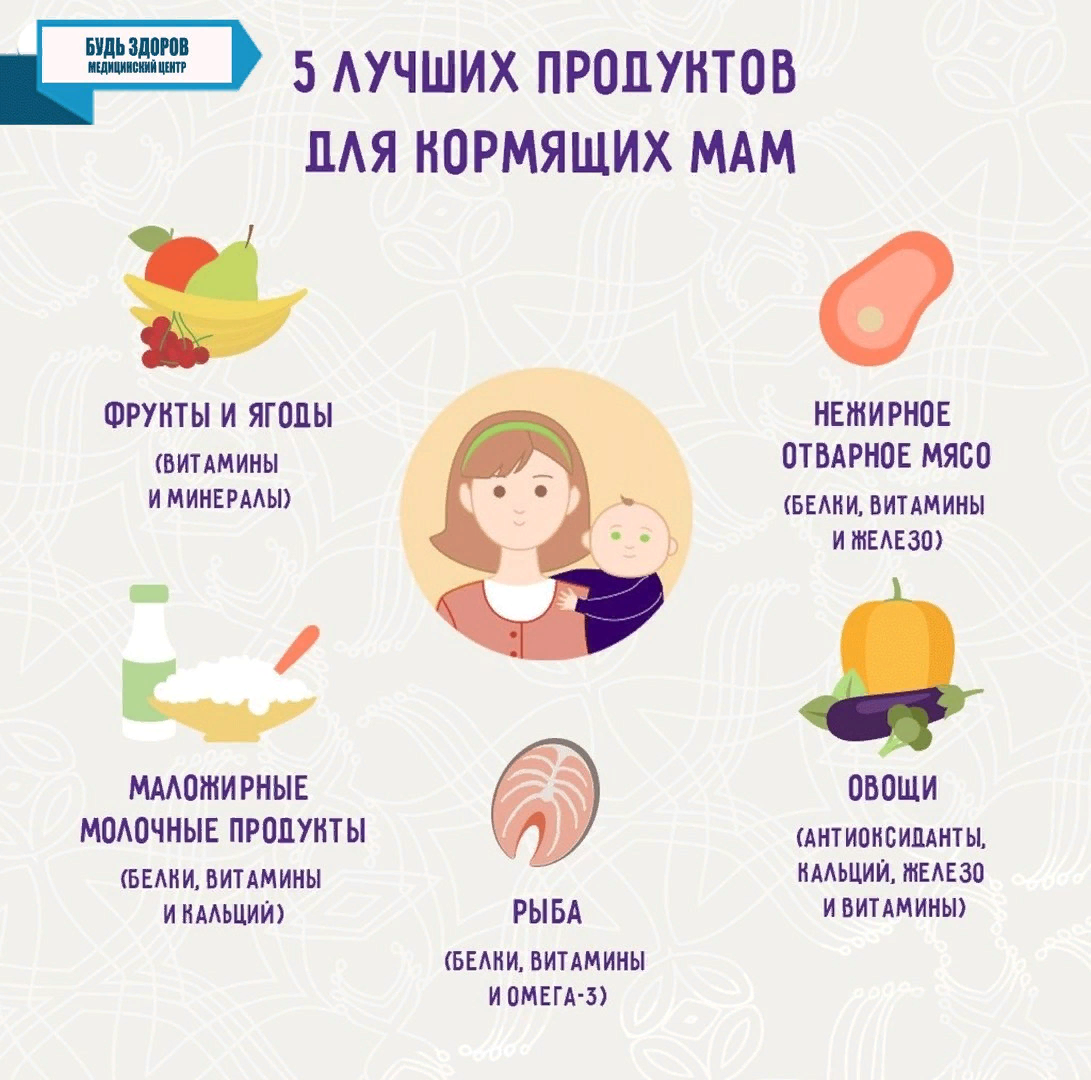 БУДЬ ЗДОРОВ
МЕДИЦИНСКИЙ ЦЕНТР
5 ЛУЧШИХ ПРОДУКТОВ
ДЛЯ КОРМЯЩИХ МАМ
ФРУКТЫ И ЯГОДЫ
(ВИТАМИНЫ
И МИНЕРАЛЫ)
НЕЖИРНОЕ
ОТВАРНОЕ МЯСО
(БЕЛКИ, ВИТАМИНЫ
И ЖЕЛЕЗО)
МАЛОЖИРНЫЕ
МОЛОЧНЫЕ ПРОДУКТЫ
(БЕЛКИ, ВИТАМИНЫ
И КАЛЬЦИЙ)
РЫБА
(БЕЛКИ, ВИТАМИНЫ
И ОМЕГА-3)
ОВОЩИ
(АНТИОКСИДАНТЫ,
КАЛЬЦИЙ, ЖЕЛЕЗО
И ВИТАМИНЫ)